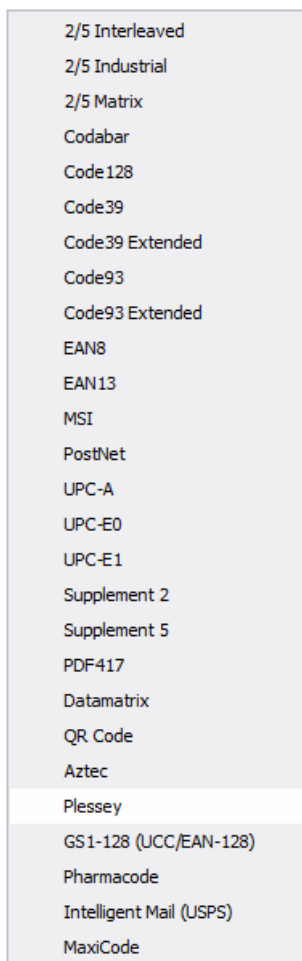 2/5 Interleaved
2/5 Industrial
2/5 Matrix
Codabar
Code128
Code39
Code39 Extended
Code93
Code93 Extended
EAN8
EAN13
MSI
PostNet
UPC-A
UPC-E0
UPC-E1
Supplement 2
Supplement 5
PDF417
Datamatrix
QR Code
Aztec
Plessey
GS1-128 (UCC/EAN-128)
Pharmacode
Intelligent Mail (USPS)
MaxiCode